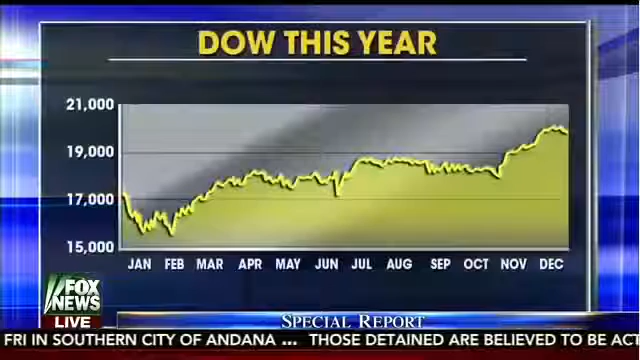 DOW THIS YEAR
21,000
19,000
17,000
15,000
JAN FEB MAR APR MAY JUN JUL AUG SEP OCT NOV DEC
FOX
NEWS
LIVE
SPECIAL REPORT
FRI IN SOUTHERN CITY OF ANDANA ... THOSE DETAINED ARE BELIEVED TO BE ACT